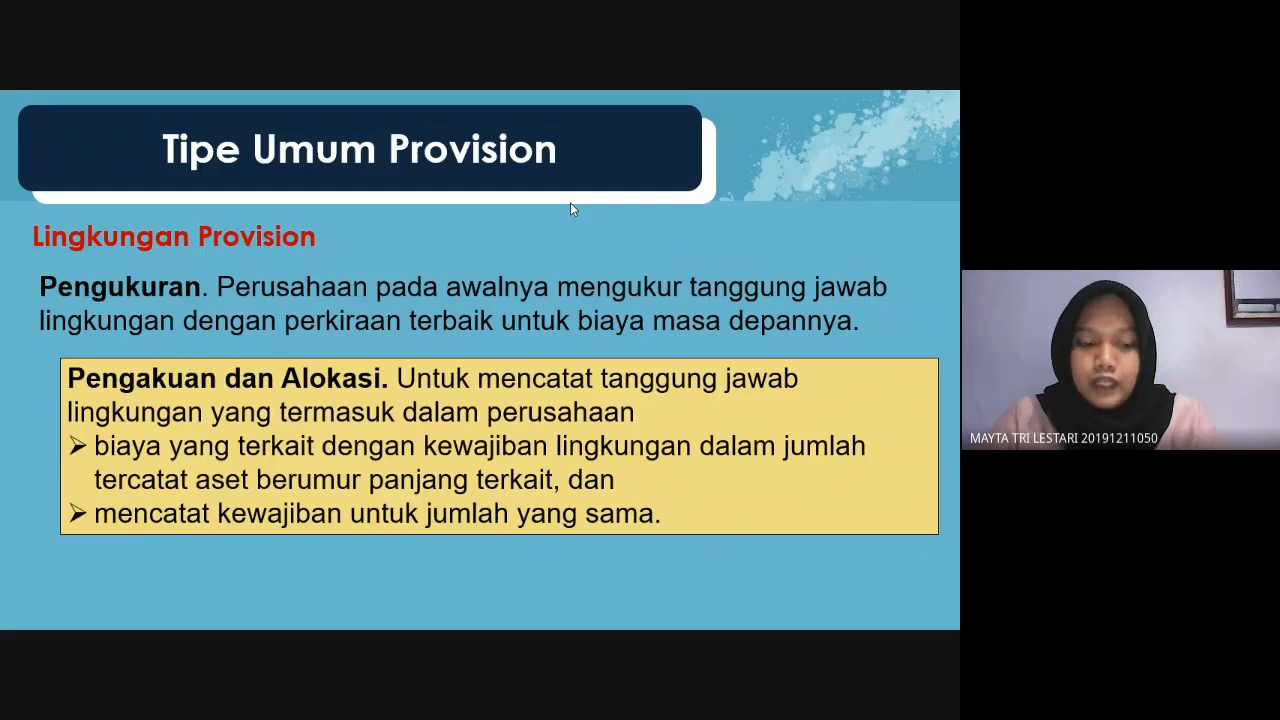 Tipe Umum Provision
Lingkungan Provision
Pengukuran. Perusahaan pada awalnya mengukur tanggung jawab
lingkungan dengan perkiraan terbaik untuk biaya masa depannya.
Pengakuan dan Alokasi. Untuk mencatat tanggung jawab
lingkungan yang termasuk dalam perusahaan
➢ biaya yang terkait dengan kewajiban lingkungan dalam jumlah
tercatat aset berumur panjang terkait, dan
➢ mencatat kewajiban untuk jumlah yang sama.
MAYTA TRI LESTARI 20191211050